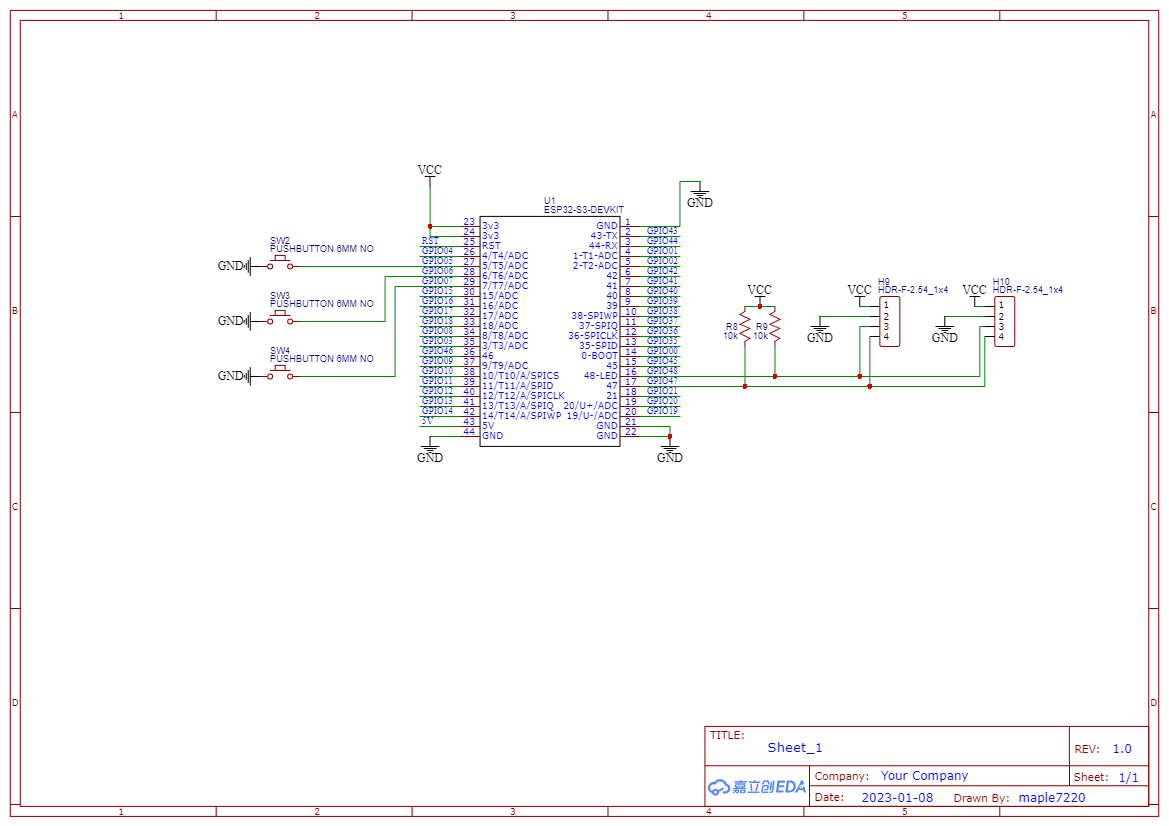 1 2 3 4 5
A A
B B
C C
D D
VCC
GND
U1
ESP32-S3-DEVKIT
SW2
PUSHBUTTON 6MM NO
GND
SW3
PUSHBUTTON 6MM NO
GND
SW4
PUSHBUTTON 6MM NO
GND
RST
GPIO04
GPIO05
GPIO06
GPIO07
GPIO15
GPIO16
GPIO17
GPIO18
GPIO08
GPIO03
GPIO46
GPIO09
GPIO10
GPIO11
GPIO12
GPIO13
GPIO14
5V
GND
23 3v3
24 3v3
25 RST
26 4/T4/ADC
27 5/T5/ADC
28 6/T6/ADC
29 7/T7/ADC
30 15/ADC
31 16/ADC
32 17/ADC
33 18/ADC
34 8/T8/ADC
35 3/T3/ADC
36 46
37 9/T9/ADC
38 10/T10/A/SPICS
39 11/T11/A/SPID
40 12/T12/A/SPICLK
41 13/T13/A/SPIQ
42 14/T14/A/SPIWP
43 5V
44 GND
GND 1
43-TX 2
44-RX 3
1-T1-ADC 4
2-T2-ADC 5
42 6
41 7
40 8
39 9
38-SPIWP 10
37-SPIQ 11
36-SPICLK 12
35-SPID 13
0-BOOT 14
45 15
48-LED 16
47 17
21 18
20/U+/ADC 19
19/U-/ADC 20
GND 21
GND 22
GPIO43
GPIO44
GPIO01
GPIO02
GPIO42
GPIO41
GPIO40
GPIO39
GPIO38
GPIO37
GPIO36
GPIO35
GPIO00
GPIO45
GPIO48
GPIO47
GPIO21
GPIO20
GPIO19
GND
VCC
R8
10k
R9
10k
H9
HDR-F-2.54_1x4
VCC
GND
1
2
3
4
H10
HDR-F-2.54_1x4
VCC
GND
1
2
3
4
TITLE:
Sheet_1
REV: 1.0
嘉立创EDA
Company: Your Company
Sheet: 1/1
Date: 2023-01-08 Drawn By: maple7220
1 2 3 4 5